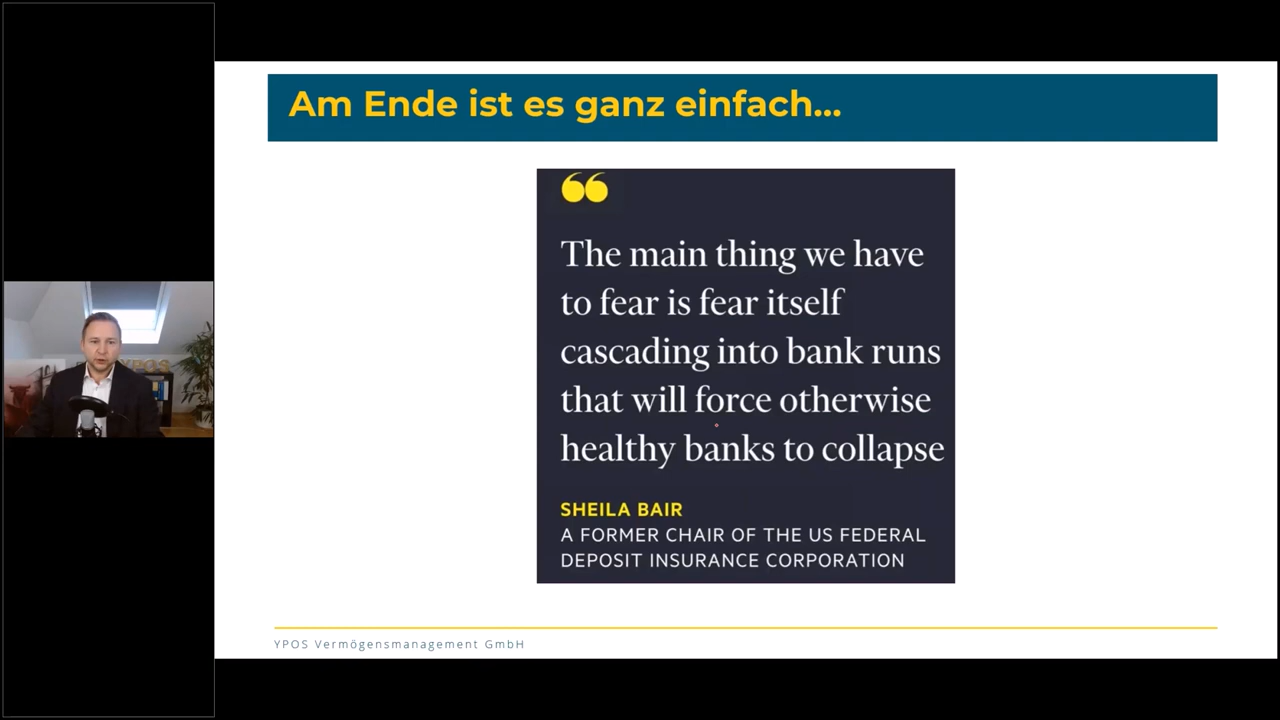 Am Ende ist es ganz einfach...
The main thing we have
to fear is fear itself
cascading into bank runs
that will force otherwise
healthy banks to collapse
SHEILA BAIR
A FORMER CHAIR OF THE US FEDERAL
DEPOSIT INSURANCE CORPORATION
YPOS Vermögensmanagement GmbH
YPOS